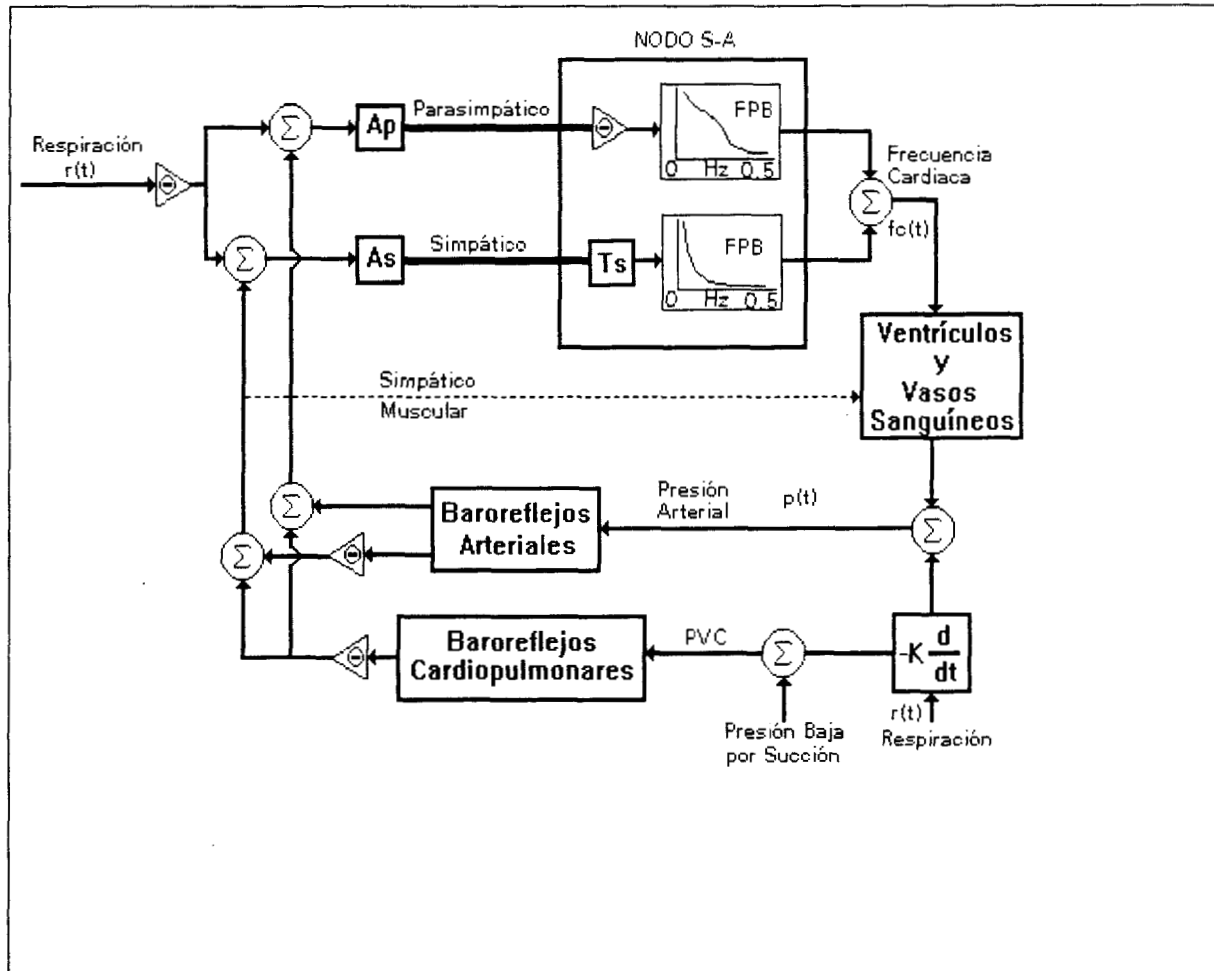 NODO S-A
Respiración
r(t)
Θ
Σ
Ap
Parasimpático
Θ
FPB
0 Hz 0.5
Σ
As
Simpático
Ts
FPB
0 Hz 0.5
Frecuencia
Cardiaca
Σ
fc(t)
Ventrículos
y
Vasos
Sanguíneos
Simpático
Muscular
Σ
Baroreflejos
Arteriales
Presión
Arterial
p(t)
Σ
Σ
Θ
Θ
Baroreflejos
Cardiopulmonares
PVC
Σ
-K d
dt
r(t)
Respiración
Presión Baja
por Succión